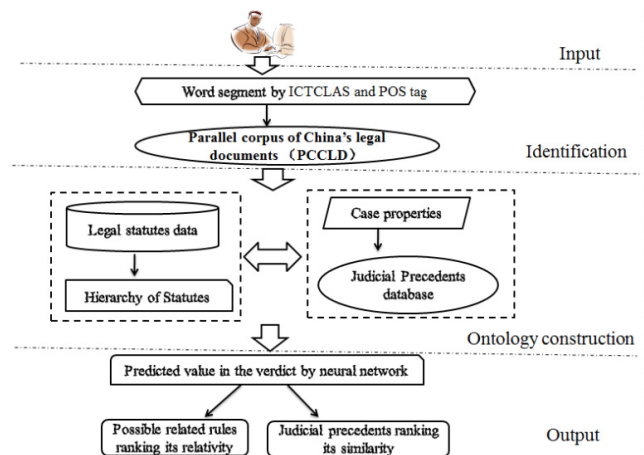 Input
Word segment by ICTCLAS and POS tag
Parallel corpus of China's legal
documents （PCCLD）
Identification
Legal statutes data
Hierarchy of Statutes
Case properties
Judicial Precedents
database
Ontology construction
Predicted value in the verdict by neural network
Possible related rules
ranking its relativity
Judicial precedents ranking
its similarity
Output